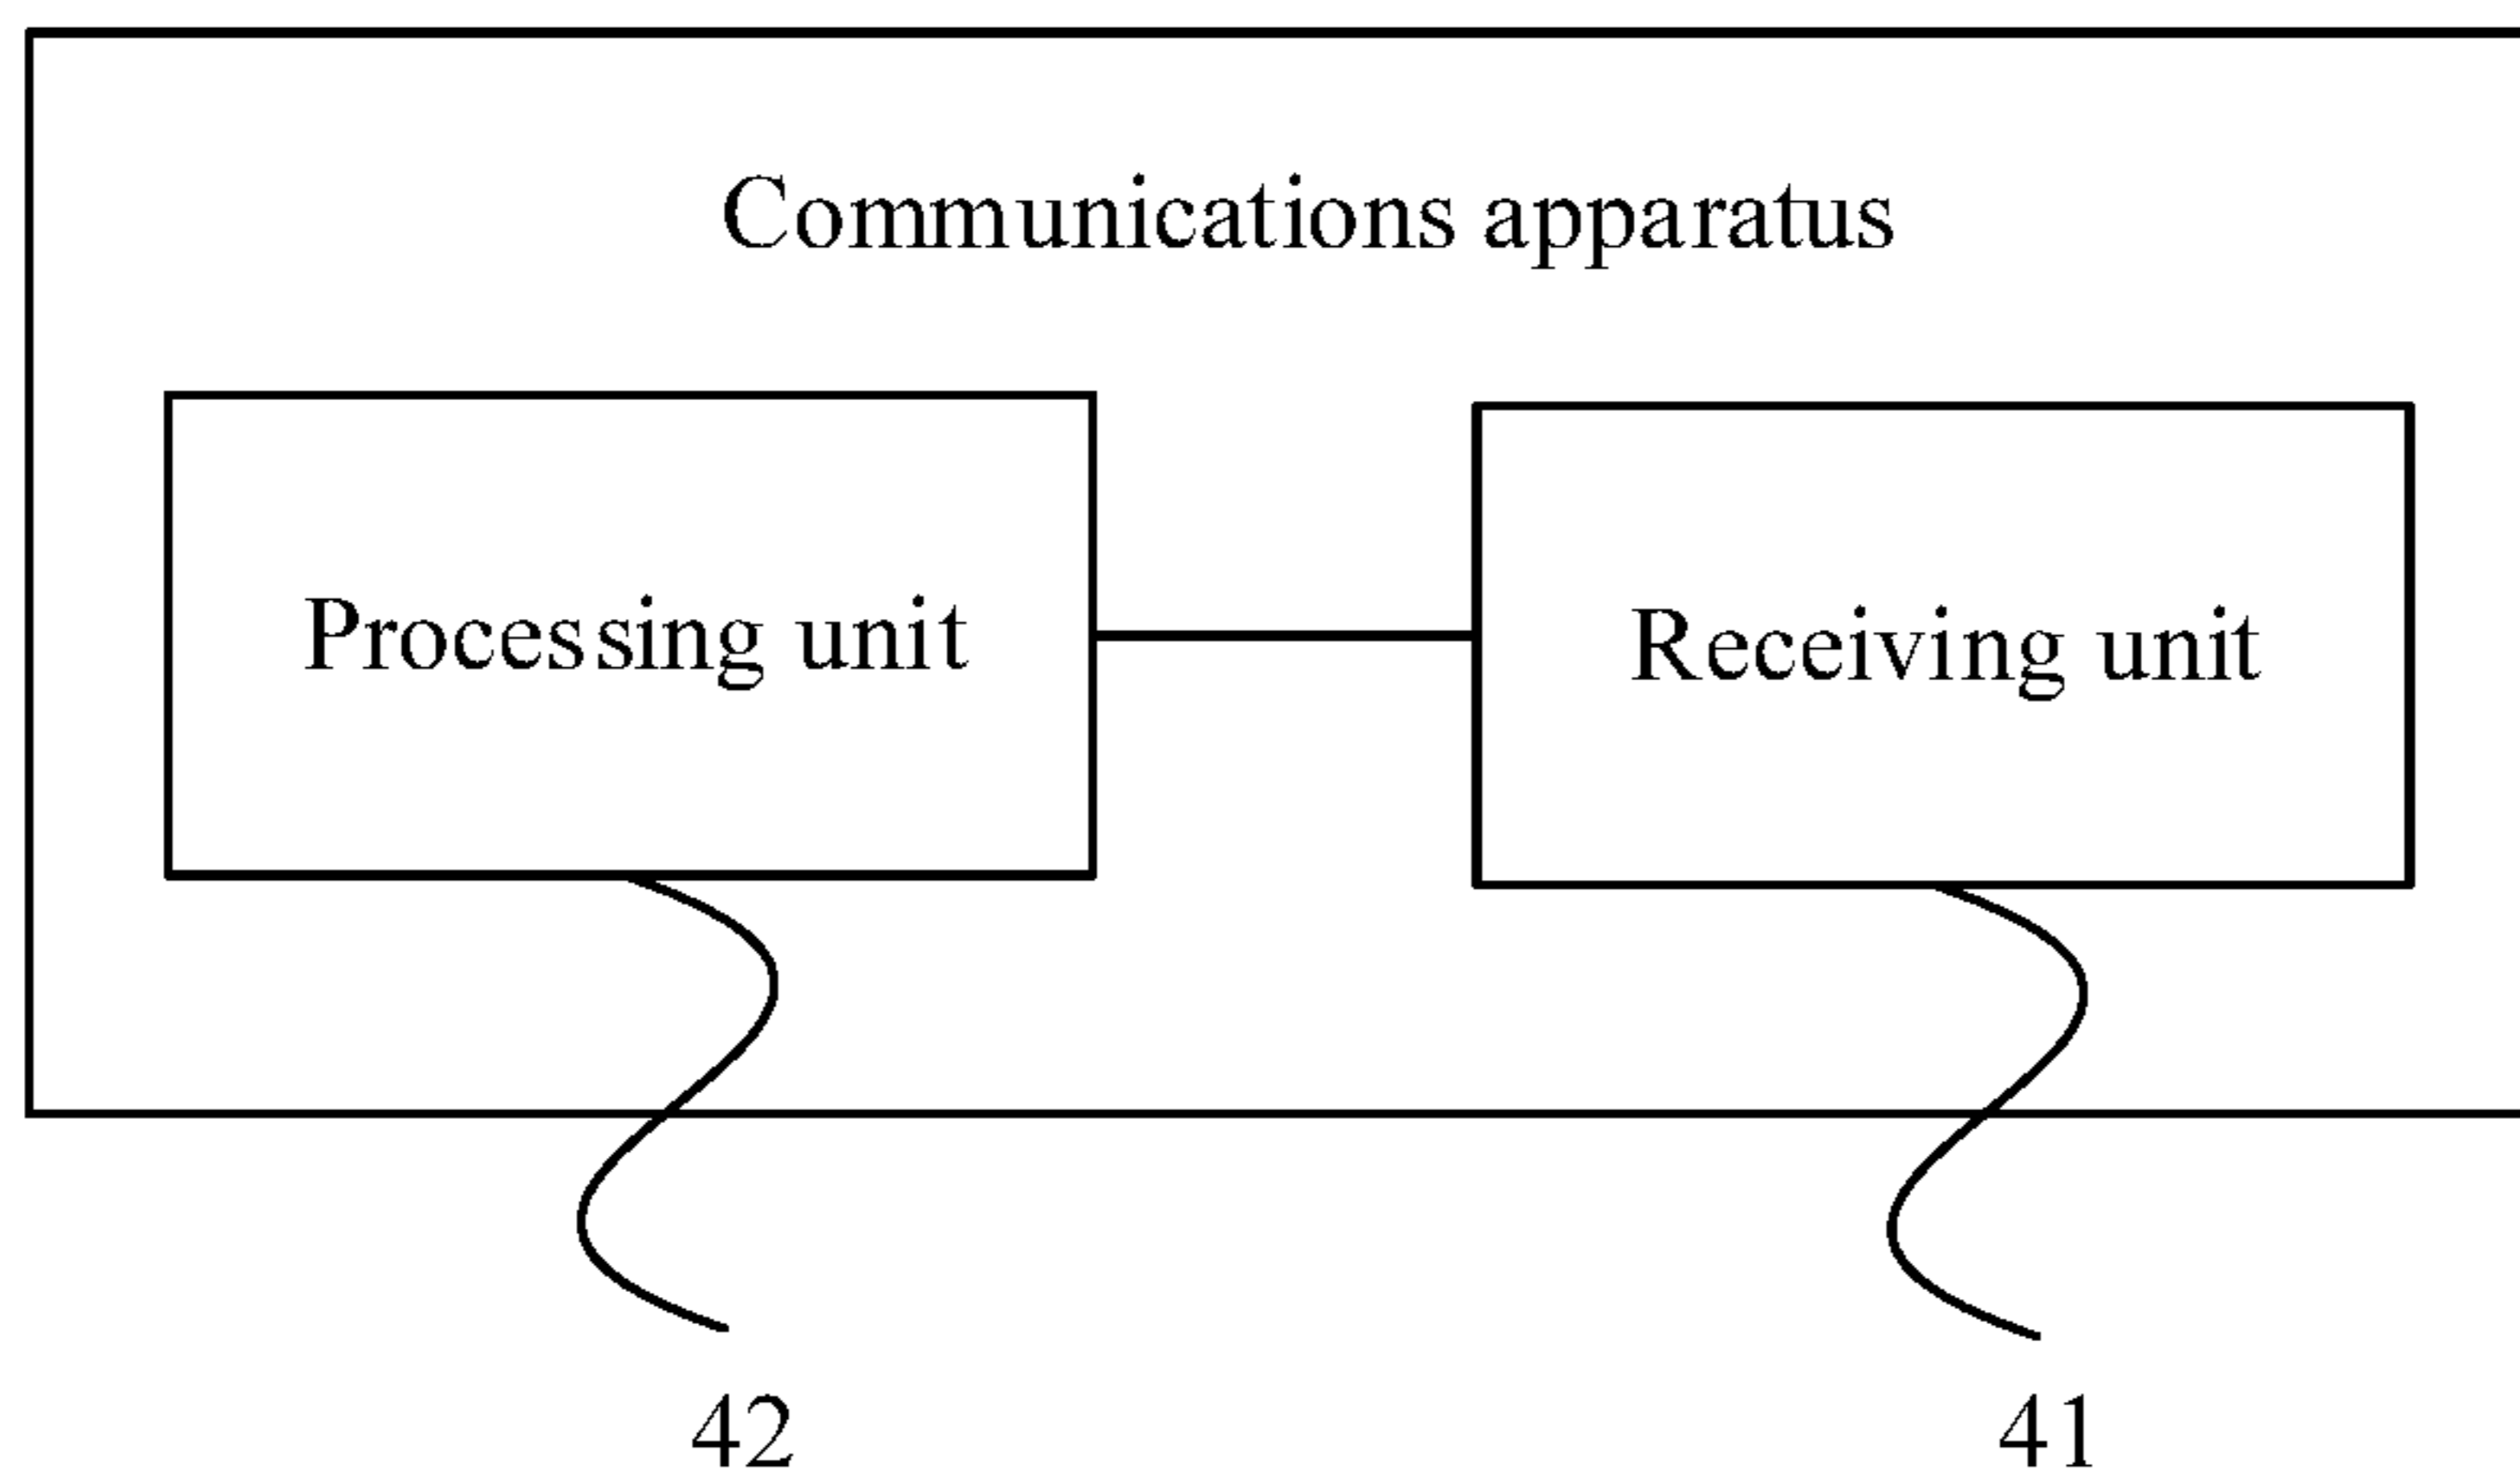 Communications apparatus
Processing unit
Receiving unit
42
41